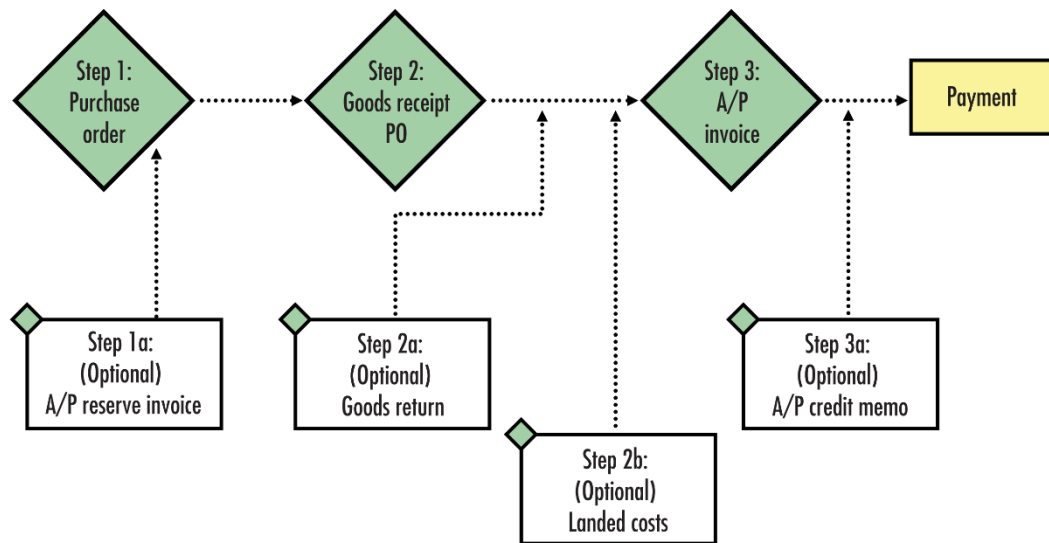 Step 1:
Purchase
order
Step 2:
Goods receipt
PO
Step 3:
A/P
invoice
Payment
Step 1a:
(Optional)
A/P reserve invoice
Step 2a:
(Optional)
Goods return
Step 2b:
(Optional)
Landed costs
Step 3a:
(Optional)
A/P credit memo